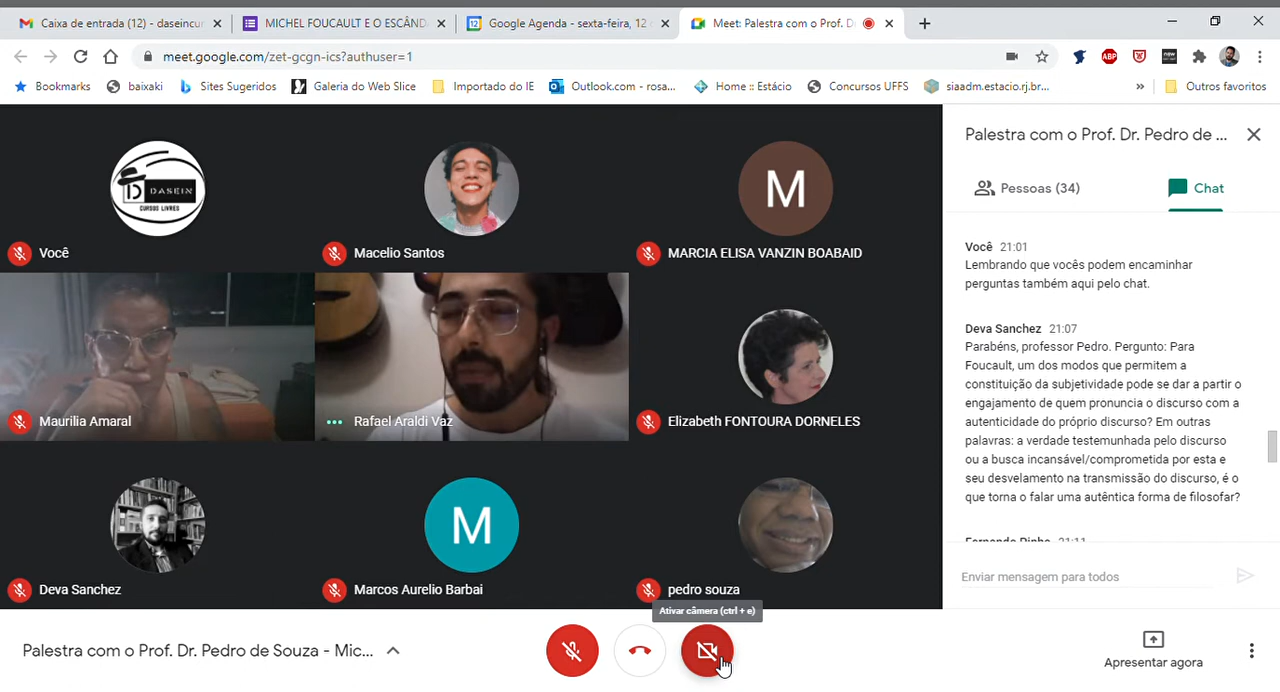 Caixa de entrada (12) - daseincur
MICHEL FOUCAULT E O ESCÂND
Google Agenda - sexta-feira, 12
Meet: Palestra com o Prof. D
meet.google.com/zet-gcgn-ics?authuser=1
ABP
Bookmarks
baixaki
Sites Sugeridos
Galeria do Web Slice
Importado do IE
Outlook.com - rosa...
Home :: Estácio
Concursos UFFS
siaadm.estacio.rj.br...
»
Outros favoritos
D DASEIN
CURSOS LIVRES
Você
Macelio Santos
M
MARCIA ELISA VANZIN BOABAID
Maurilia Amaral
Rafael Araldi Vaz
Elizabeth FONTOURA DORNELES
Deva Sanchez
M
Marcos Aurelio Barbai
pedro souza
Ativar câmera (ctrl + e)
Palestra com o Prof. Dr. Pedro de ...
Pessoas (34)
Chat
Você 21:01
Lembrando que vocês podem encaminhar
perguntas também aqui pelo chat.
Deva Sanchez 21:07
Parabéns, professor Pedro. Pergunto: Para
Foucault, um dos modos que permitem a
constituição da subjetividade pode se dar a partir o
engajamento de quem pronuncia o discurso com a
autenticidade do próprio discurso? Em outras
palavras: a verdade testemunhada pelo discurso
ou a busca incansável/comprometida por esta e
seu desvelamento na transmissão do discurso, é o
que torna o falar uma autêntica forma de filosofar?
Enviar mensagem para todos
Palestra com o Prof. Dr. Pedro de Souza - Mic...
Apresentar agora